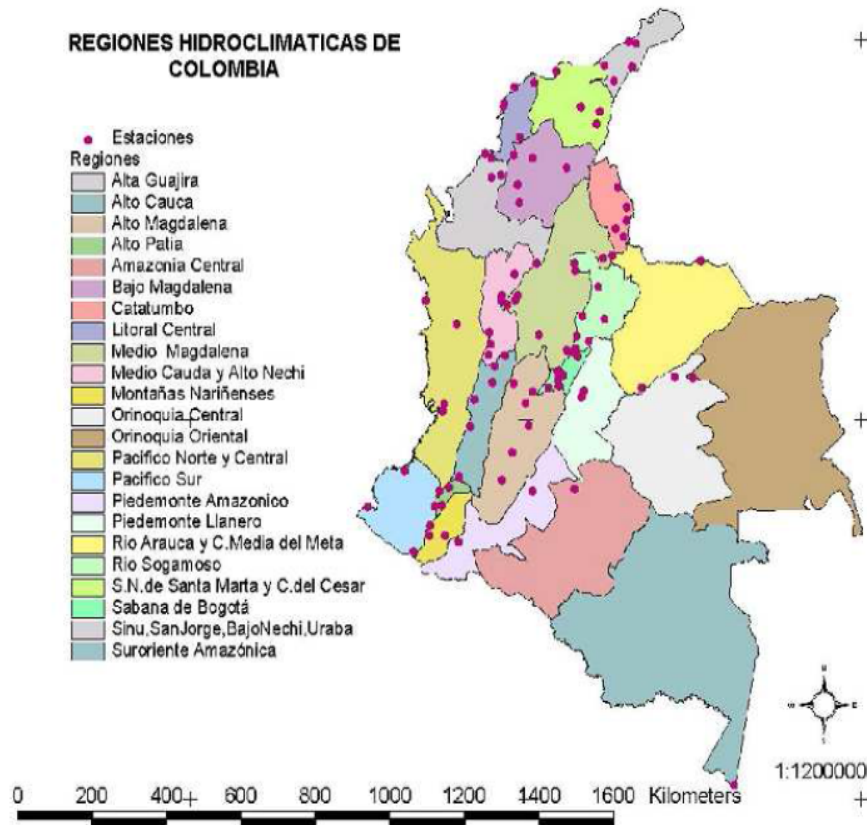 REGIONES HIDROCLIMATICAS DE
COLOMBIA
Estaciones
Regiones
Alta Guajira
Alto Cauca
Alto Magdalena
Alto Patia
Amazonia Central
Bajo Magdalena
Catatumbo
Litoral Central
Medio Magdalena
Medio Cauda y Alto Nechi
Montañas Nariñenses
Orinoquia Central
Orinoquia Oriental
Pacifico Norte y Central
Pacifico Sur
Piedemonte Amazonico
Piedemonte Llanero
Rio Arauca y C.Media del Meta
Rio Sogamoso
S.N.de Santa Marta y C.del Cesar
Sabana de Bogotá
Sinu,SanJorge,BajoNechi,Uraba
Suroriente Amazónica
1:1200000
0 200 400 600 800 1000 1200 1400 1600 Kilometers